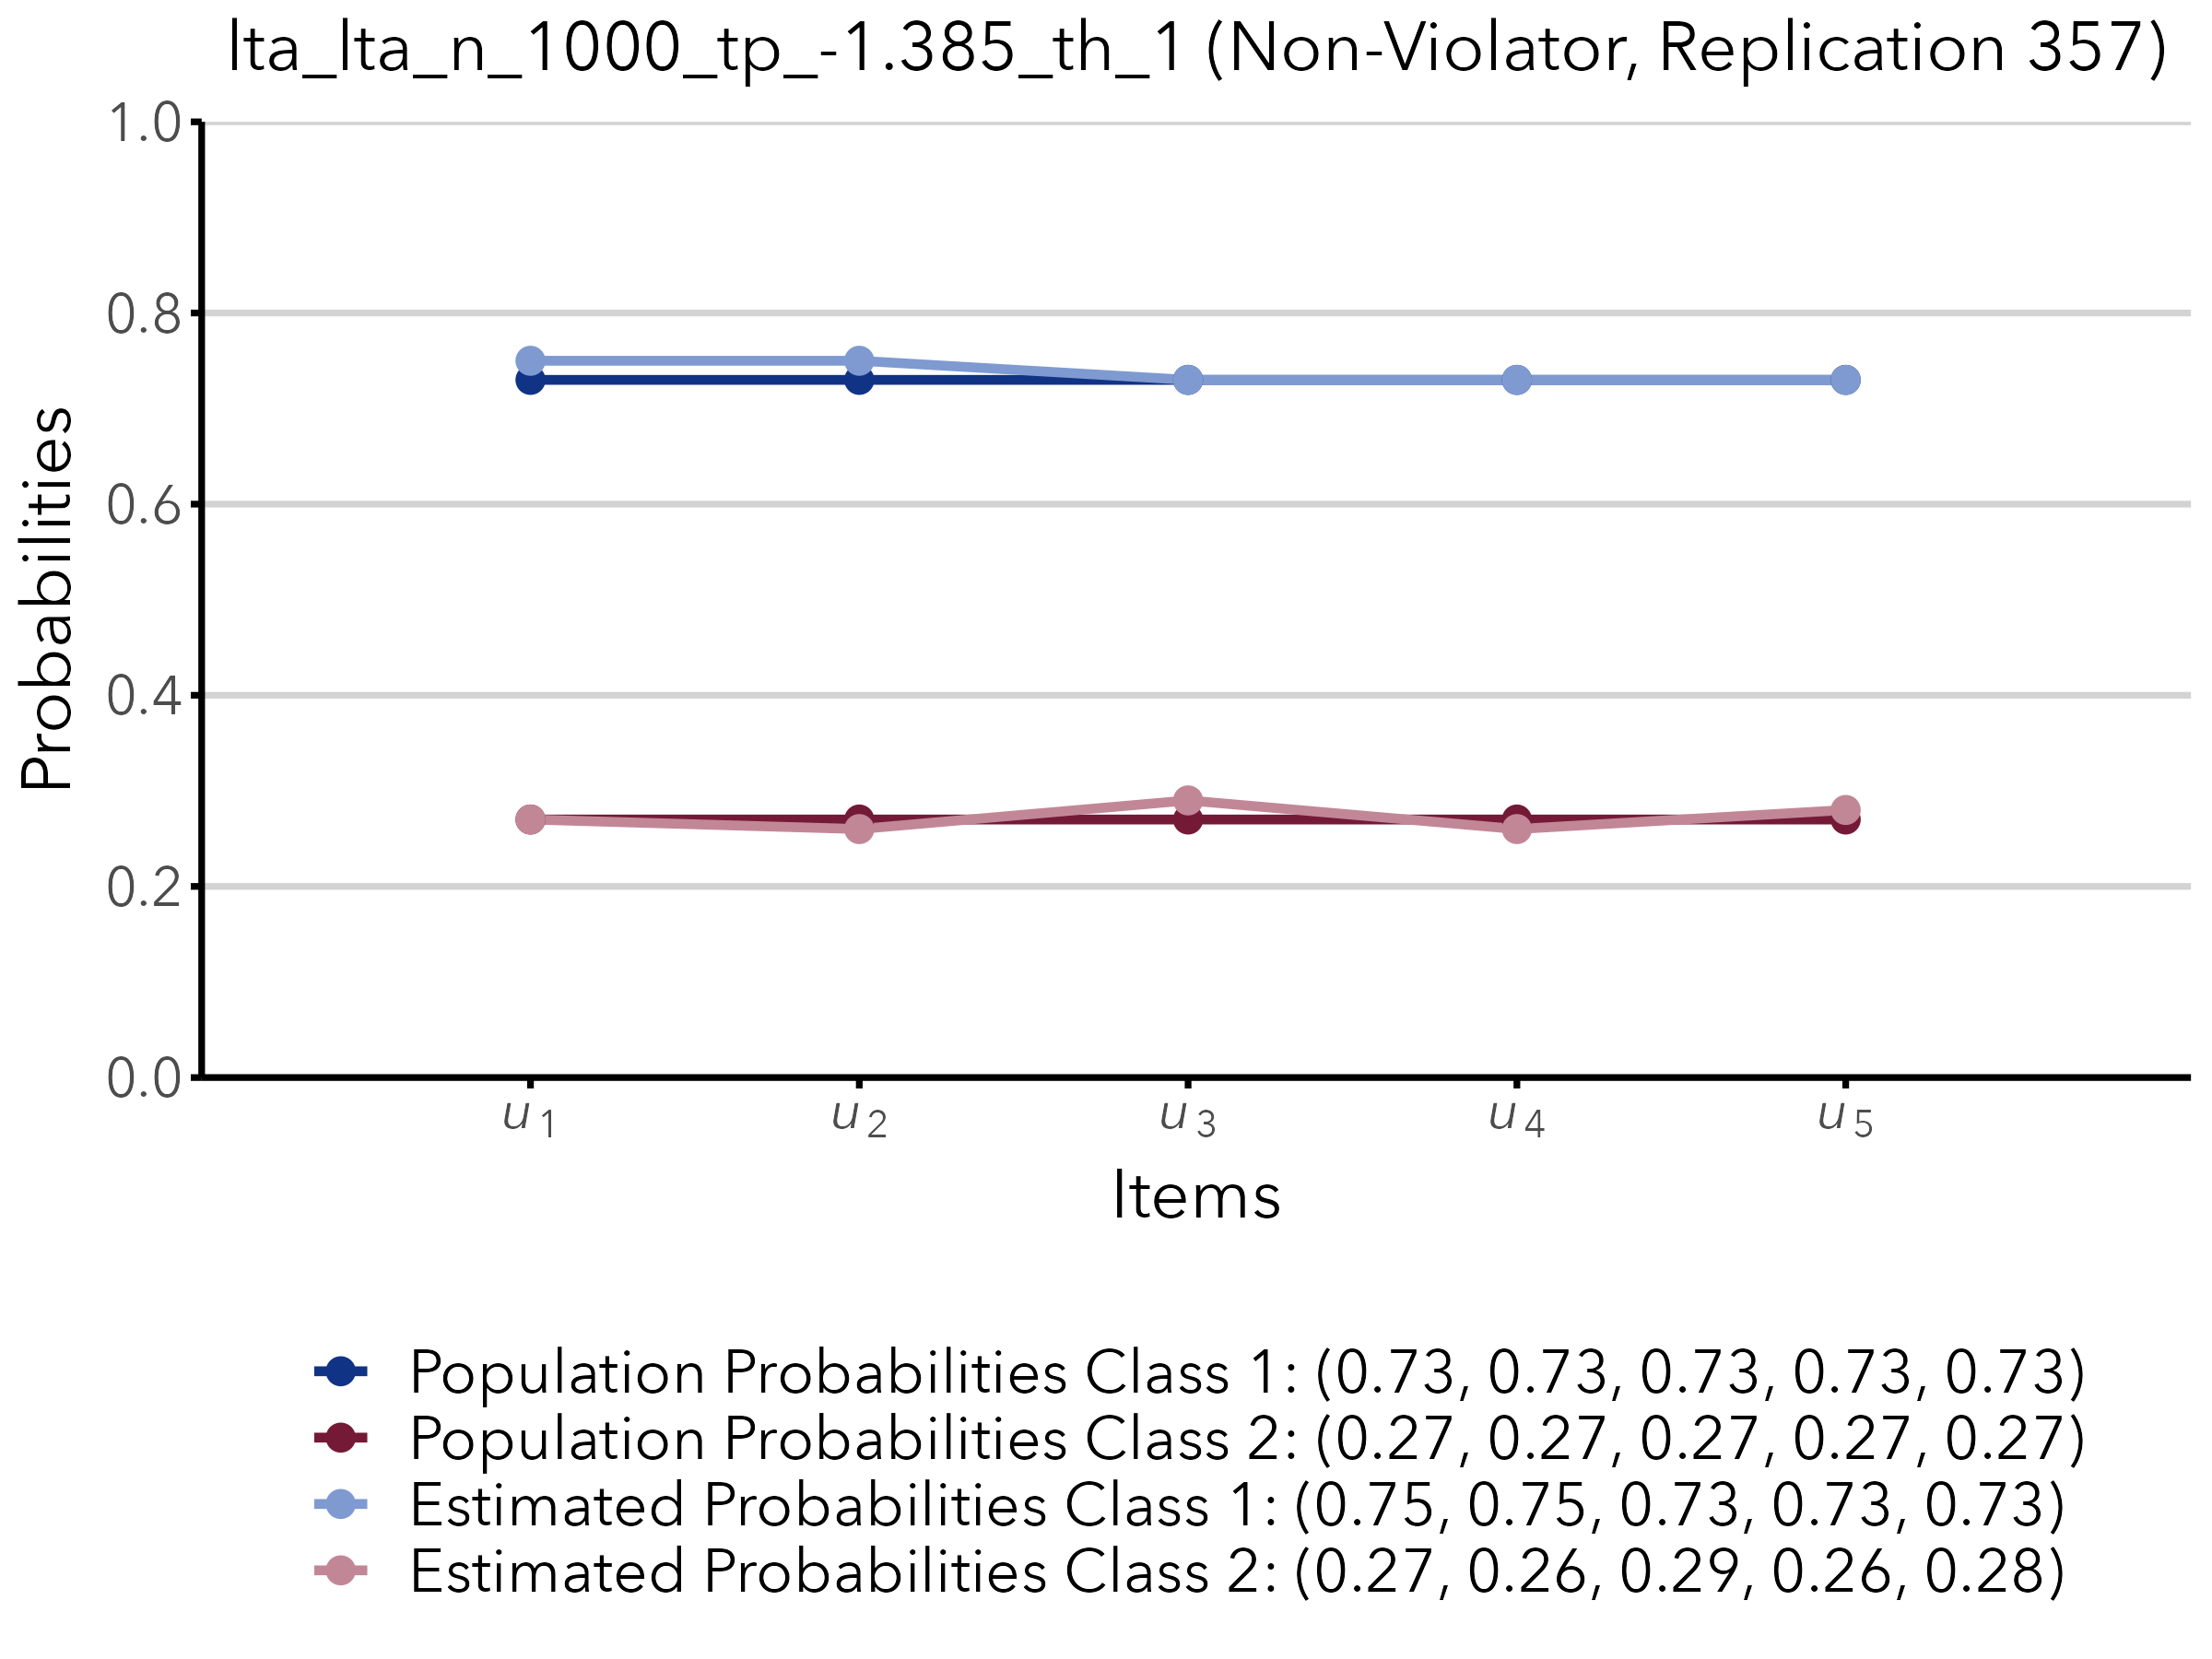 lta_lta_n_1000_tp_-1.385_th_1 (Non-Violator, Replication 357)
1.0
0.8
0.6
0.4
0.2
0.0
Probabilities
u1 u2 u3 u4 u5
Items
Population Probabilities Class 1: (0.73, 0.73, 0.73, 0.73, 0.73)
Population Probabilities Class 2: (0.27, 0.27, 0.27, 0.27, 0.27)
Estimated Probabilities Class 1: (0.75, 0.75, 0.73, 0.73, 0.73)
Estimated Probabilities Class 2: (0.27, 0.26, 0.29, 0.26, 0.28)